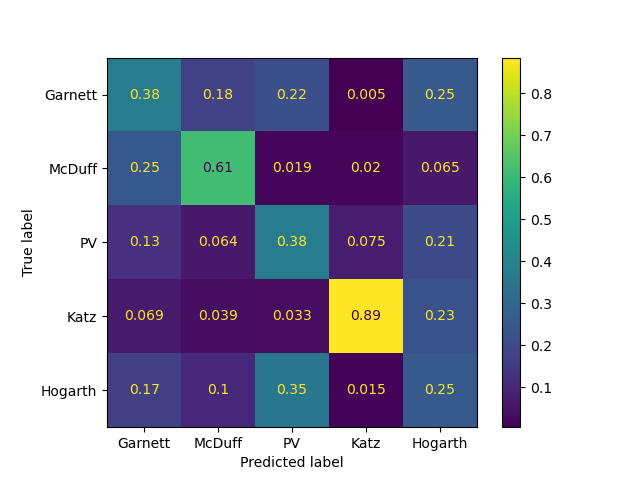 Garnett 0.38 0.18 0.22 0.005 0.25
0.8
0.7
McDuff 0.25 0.61 0.019 0.02 0.065
0.6
0.5
True label
PV 0.13 0.064 0.38 0.075 0.21
0.4
0.3
Katz 0.069 0.039 0.033 0.89 0.23
0.2
Hogarth 0.17 0.1 0.35 0.015 0.25
0.1
Garnett McDuff PV Katz Hogarth
Predicted label